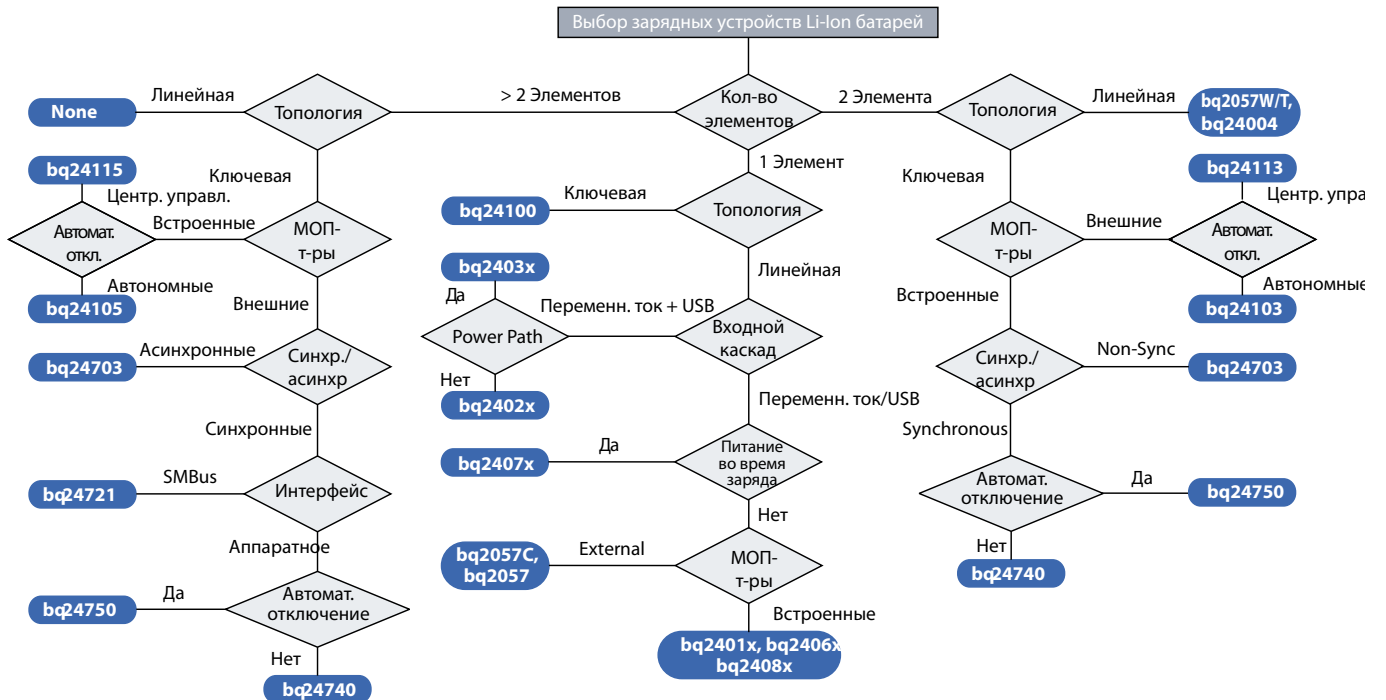 Выбор зарядных устройств Li-Ion батарей
None
Линейная
Топология
> 2 Элементов
Кол-во
элементов
2 Элемента
Топология
Линейная
bq2057W/T,
bq24004
bq24115
Центр. управл.
Ключевая
Встроенные
Автомат.
откл.
МОП-
т-ры
Автономные
bq24105
Внешние
Асинхронные
bq24703
Синхр./
асинхр
Синхронные
SMBus
bq24721
Интерфейс
Аппаратное
Да
bq24750
Автомат.
отключение
Нет
bq24740
1 Элемент
Ключевая
bq24100
Топология
Линейная
bq2403x
Да
Переменн. ток + USB
Power Path
Входной
каскад
Нет
bq2402x
Переменн. ток/USB
Да
bq2407x
Питание
во время
заряда
Нет
External
bq2057C,
bq2057
МОП-
т-ры
Встроенные
bq2401x, bq2406x
bq2408x
Ключевая
bq24113
Центр. упра
МОП-
т-ры
Внешние
Автомат.
откл.
Автономные
bq24103
Встроенные
Синхр./
асинхр
Non-Sync
bq24703
Synchronous
Автомат.
отключение
Да
bq24750
Нет
bq24740